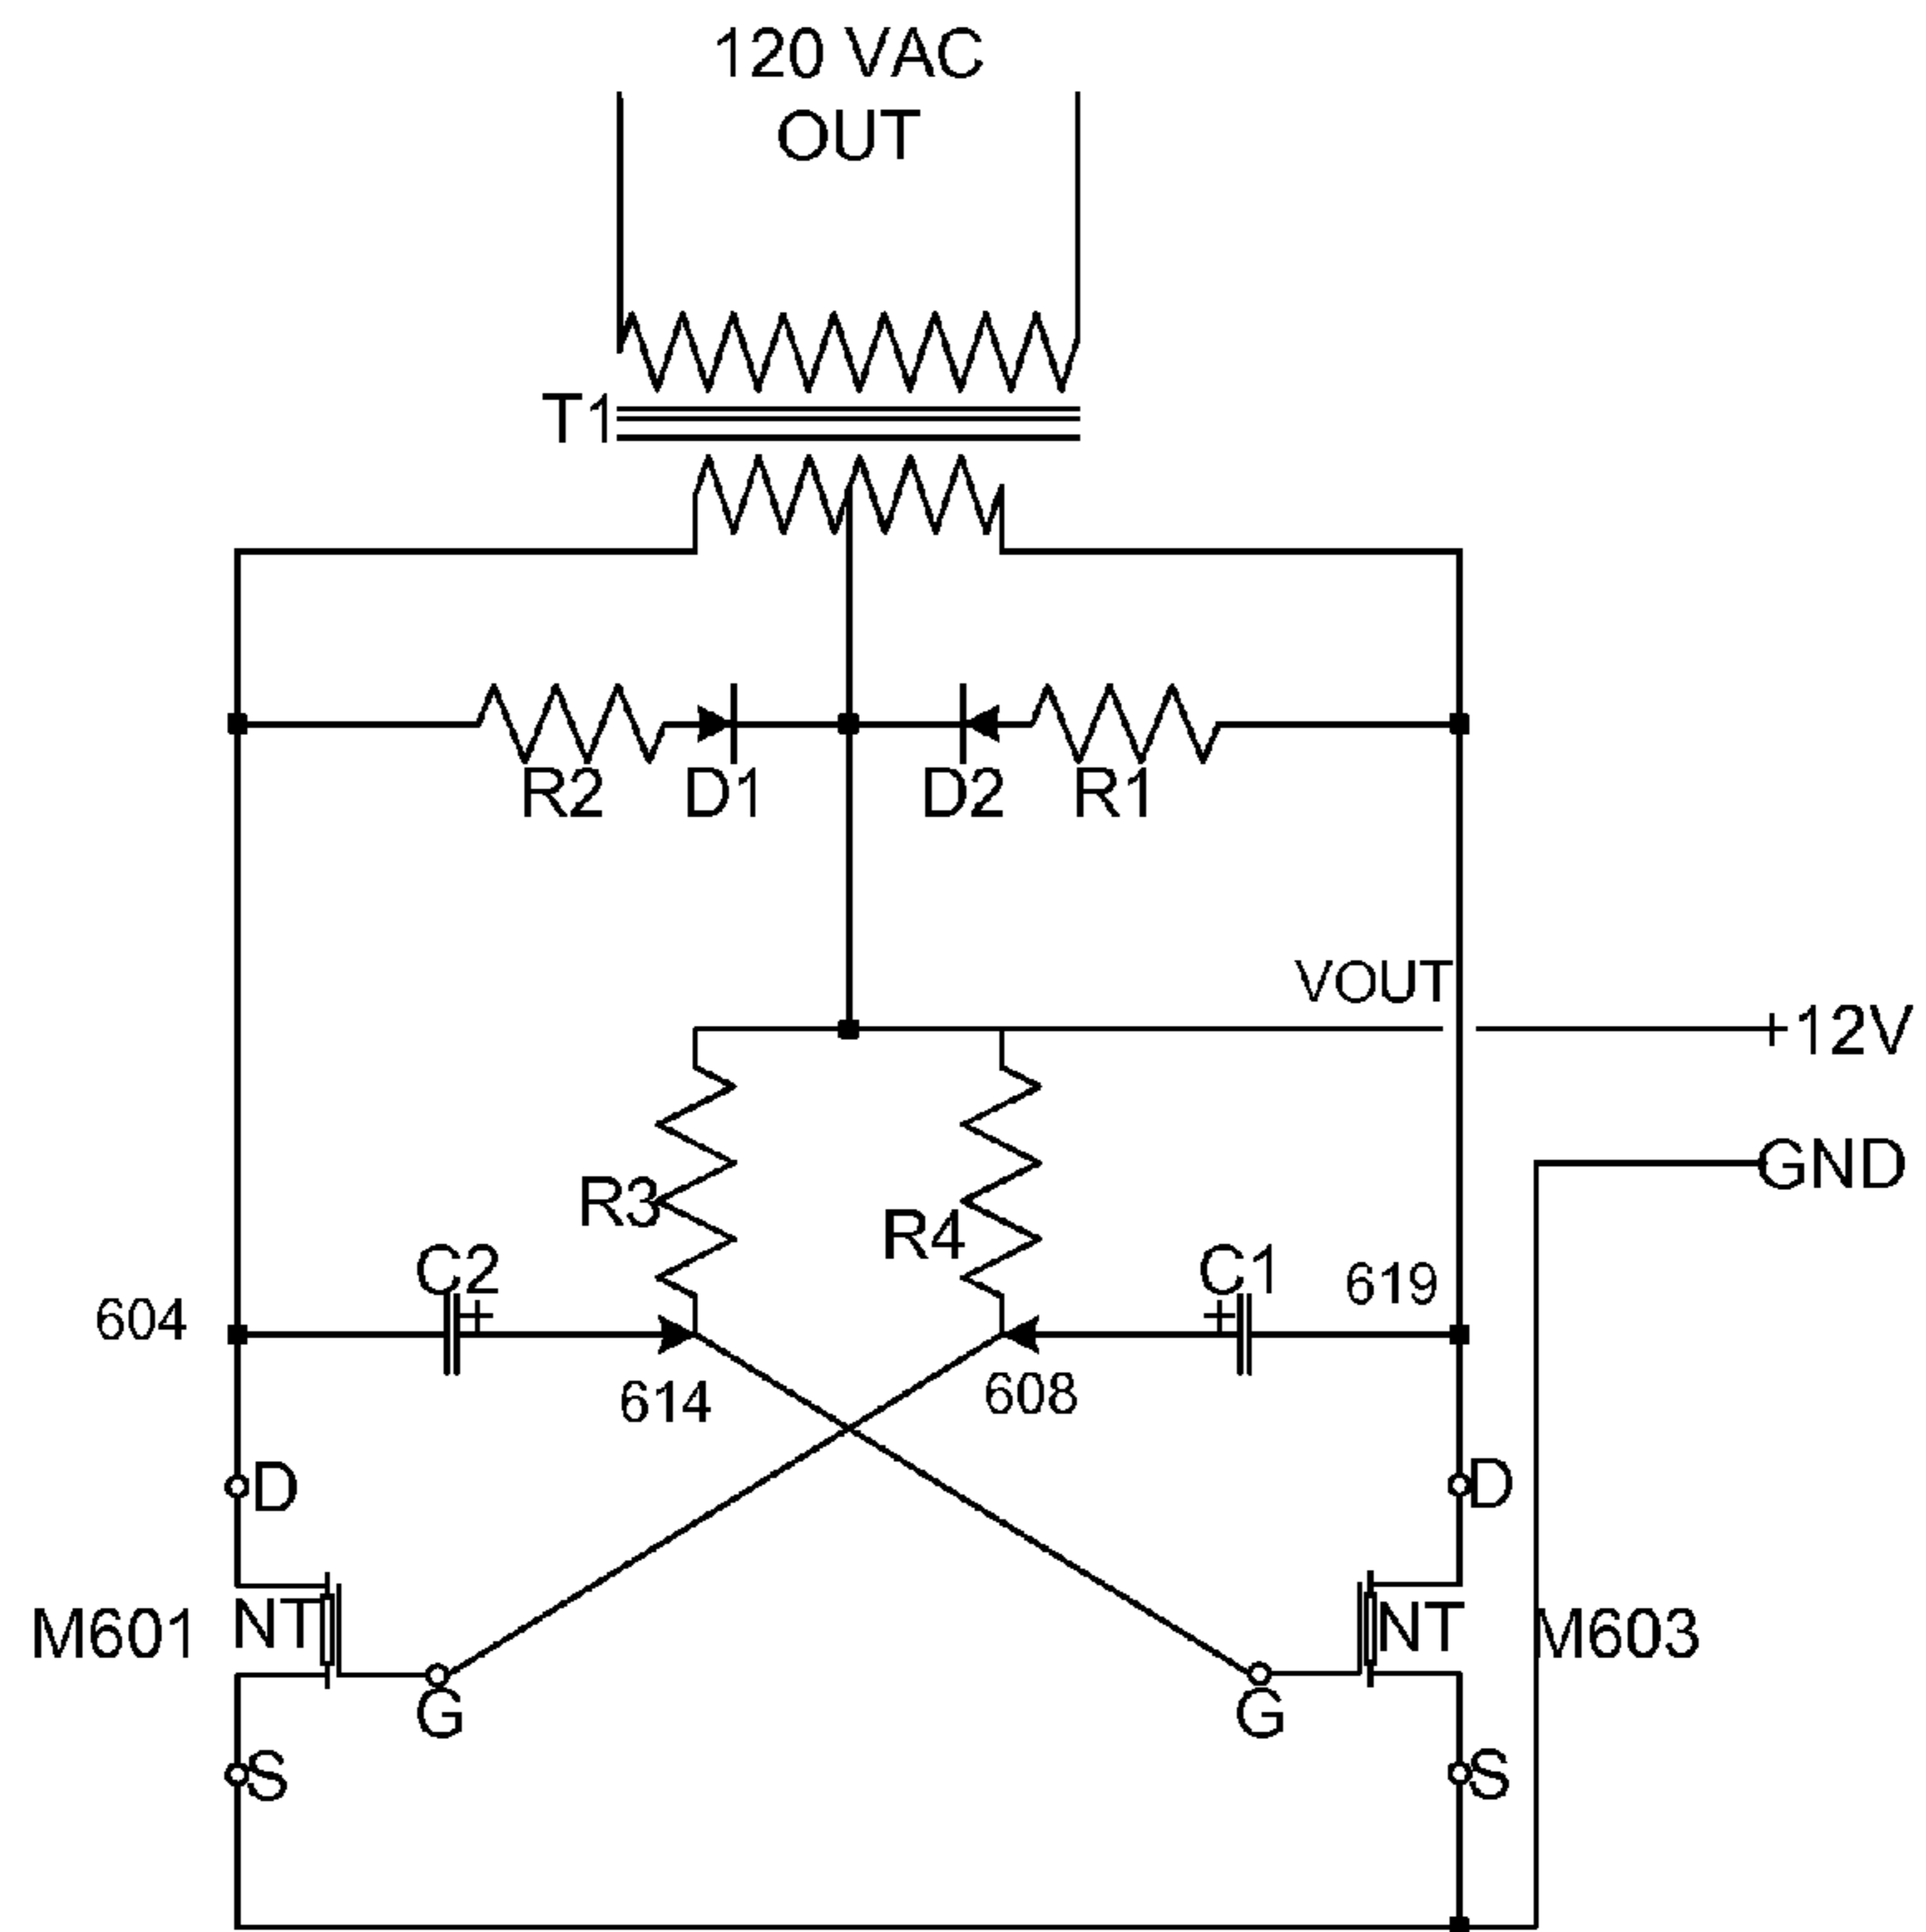 120 VAC
OUT
T1
R2
D1
D2
R1
VOUT
+12V
GND
R3
R4
C2
+
C1
+
619
604
614
608
D
D
M601
NT
NT
M603
G
G
S
S